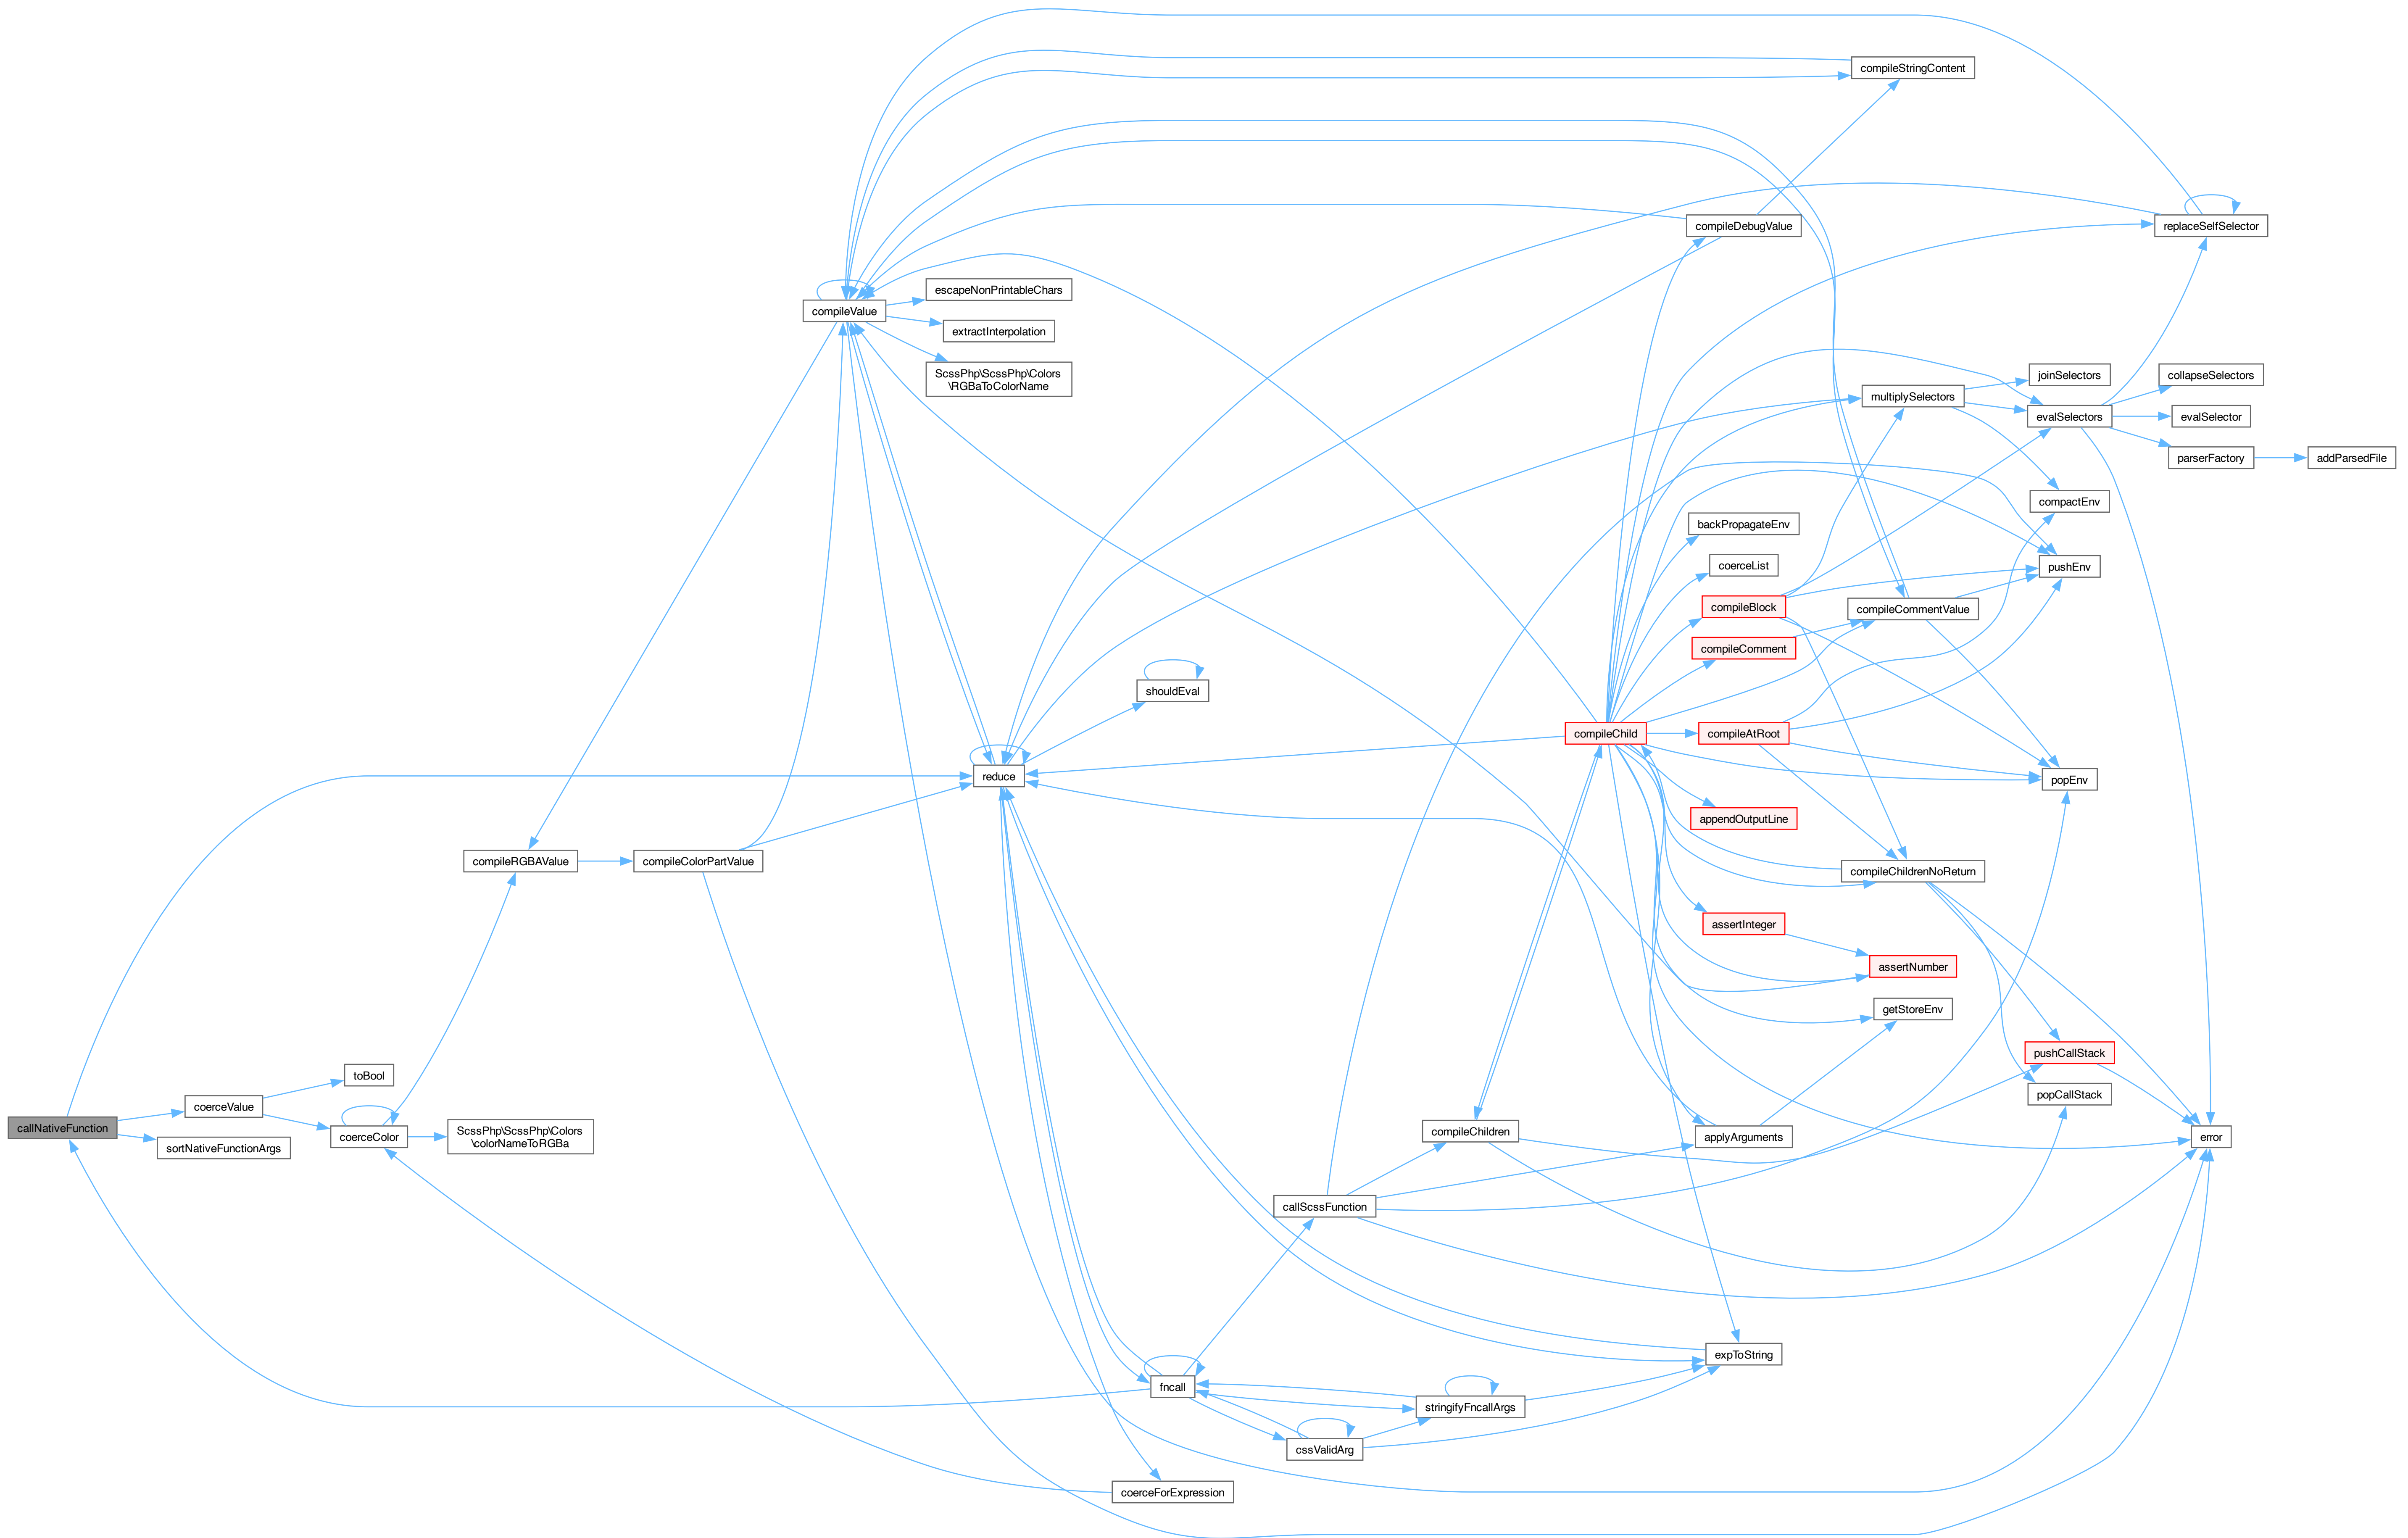 compileStringContent
compileDebugValue
replaceSelfSelector
escapeNonPrintableChars
compileValue
extractInterpolation
ScssPhp\ScssPhp\Colors
\RGBaToColorName
joinSelectors
collapseSelectors
multiplySelectors
evalSelectors
evalSelector
parserFactory
addParsedFile
compactEnv
backPropagateEnv
coerceList
pushEnv
compileBlock
compileCommentValue
compileComment
shouldEval
compileChild
compileAtRoot
reduce
popEnv
appendOutputLine
compileRGBAValue
compileColorPartValue
compileChildrenNoReturn
assertInteger
assertNumber
getStoreEnv
pushCallStack
toBool
popCallStack
coerceValue
callNativeFunction
coerceColor
ScssPhp\ScssPhp\Colors
\colorNameToRGBa
sortNativeFunctionArgs
compileChildren
applyArguments
error
callScssFunction
expToString
fncall
stringifyFncallArgs
cssValidArg
coerceForExpression